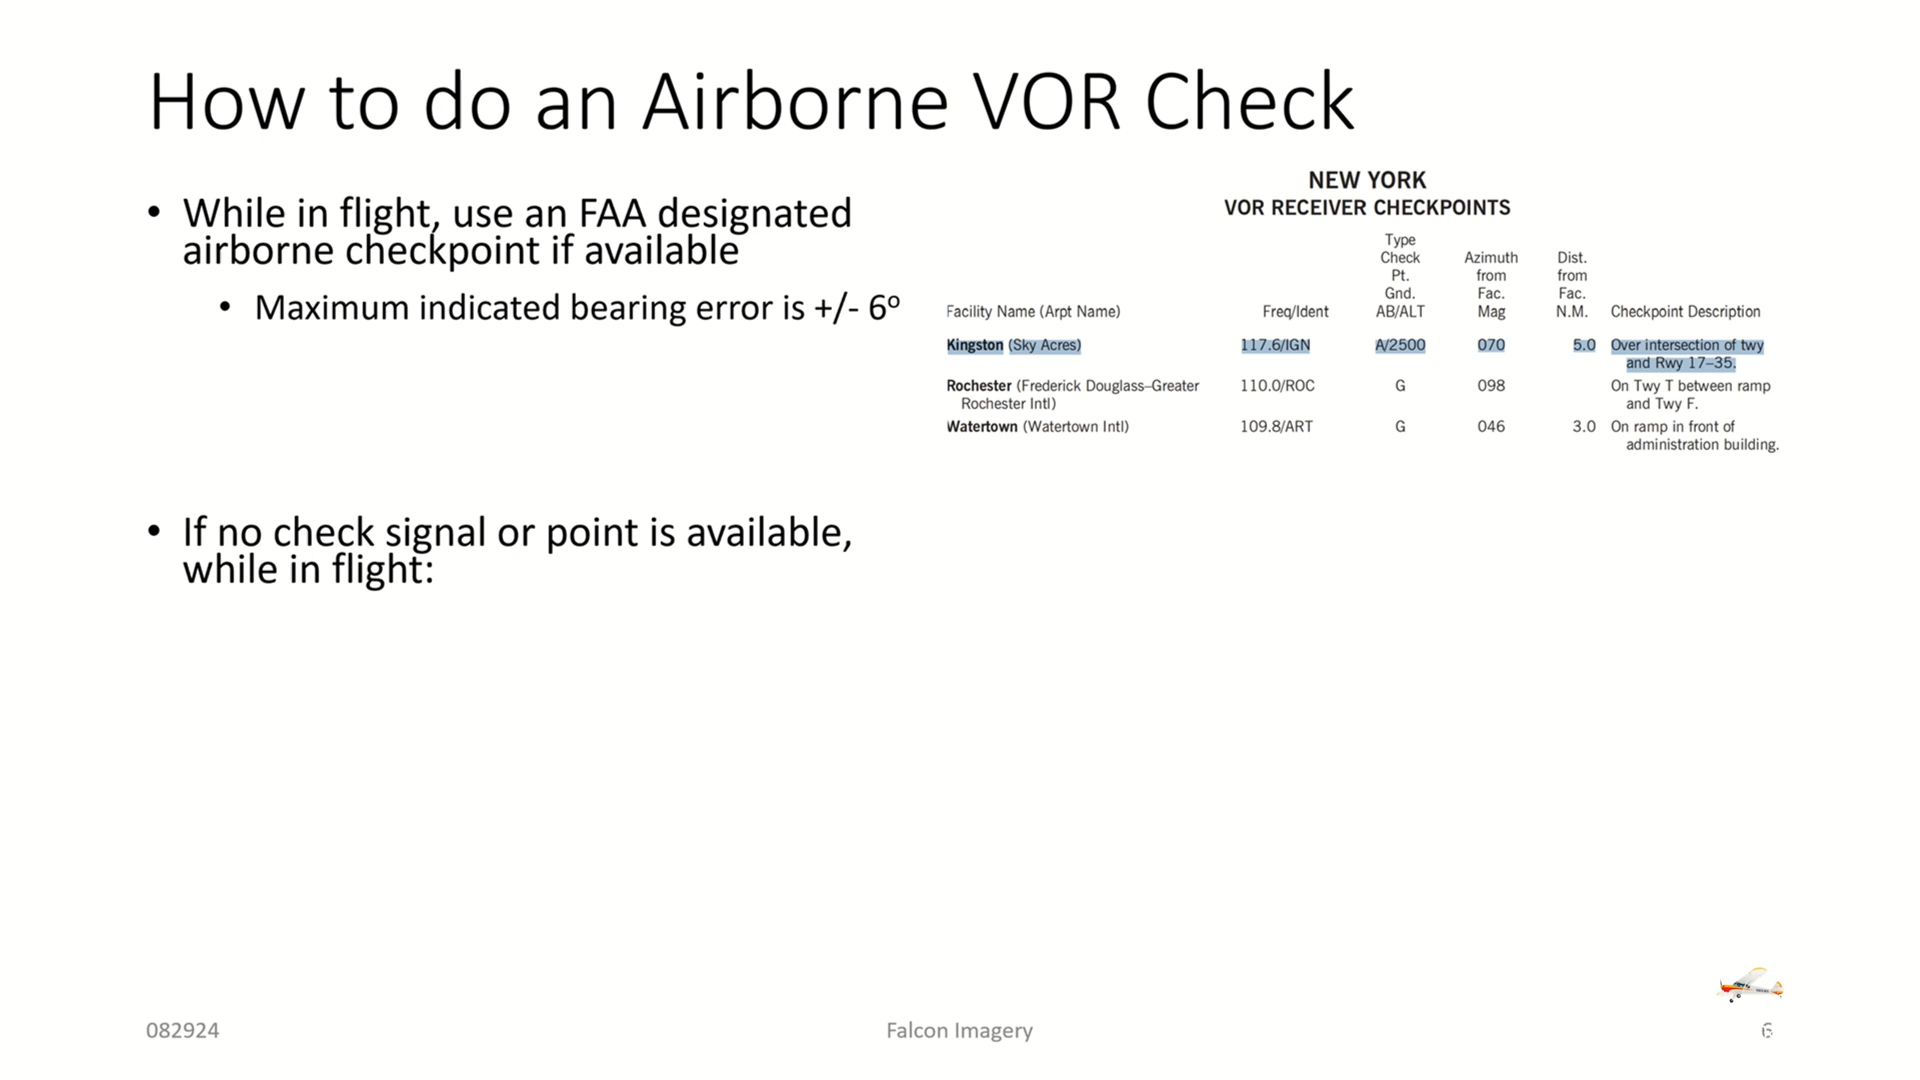 How to do an Airborne VOR Check
• While in flight, use an FAA designated
airborne checkpoint if available
• Maximum indicated bearing error is +/- 6º
• If no check signal or point is available,
while in flight:
NEW YORK
VOR RECEIVER CHECKPOINTS
Type
Check Azimuth Dist.
Pt. from from
Gnd. Fac. Fac.
Facility Name (Arpt Name) Freq/Ident AB/ALT Mag N.M. Checkpoint Description
Kingston (Sky Acres) 117.6/IGN A/2500 070 5.0 Over intersection of twy
and Rwy 17–35.
Rochester (Frederick Douglass–Greater 110.0/ROC G 098 On Twy T between ramp
Rochester Intl) and Twy F.
Watertown (Watertown Intl) 109.8/ART G 046 3.0 On ramp in front of
administration building.
082924 Falcon Imagery 6